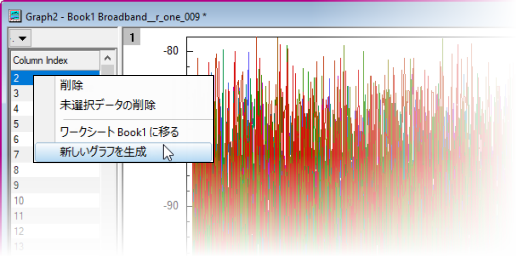 Graph2 - Book1 Broadband__r_one_009 *
1
Column Index
2
3
4
5
6
7
8
9
10
11
12
13
削除
未選択データの削除
ワークシート Book1 に移る
新しいグラフを生成
-80
-90